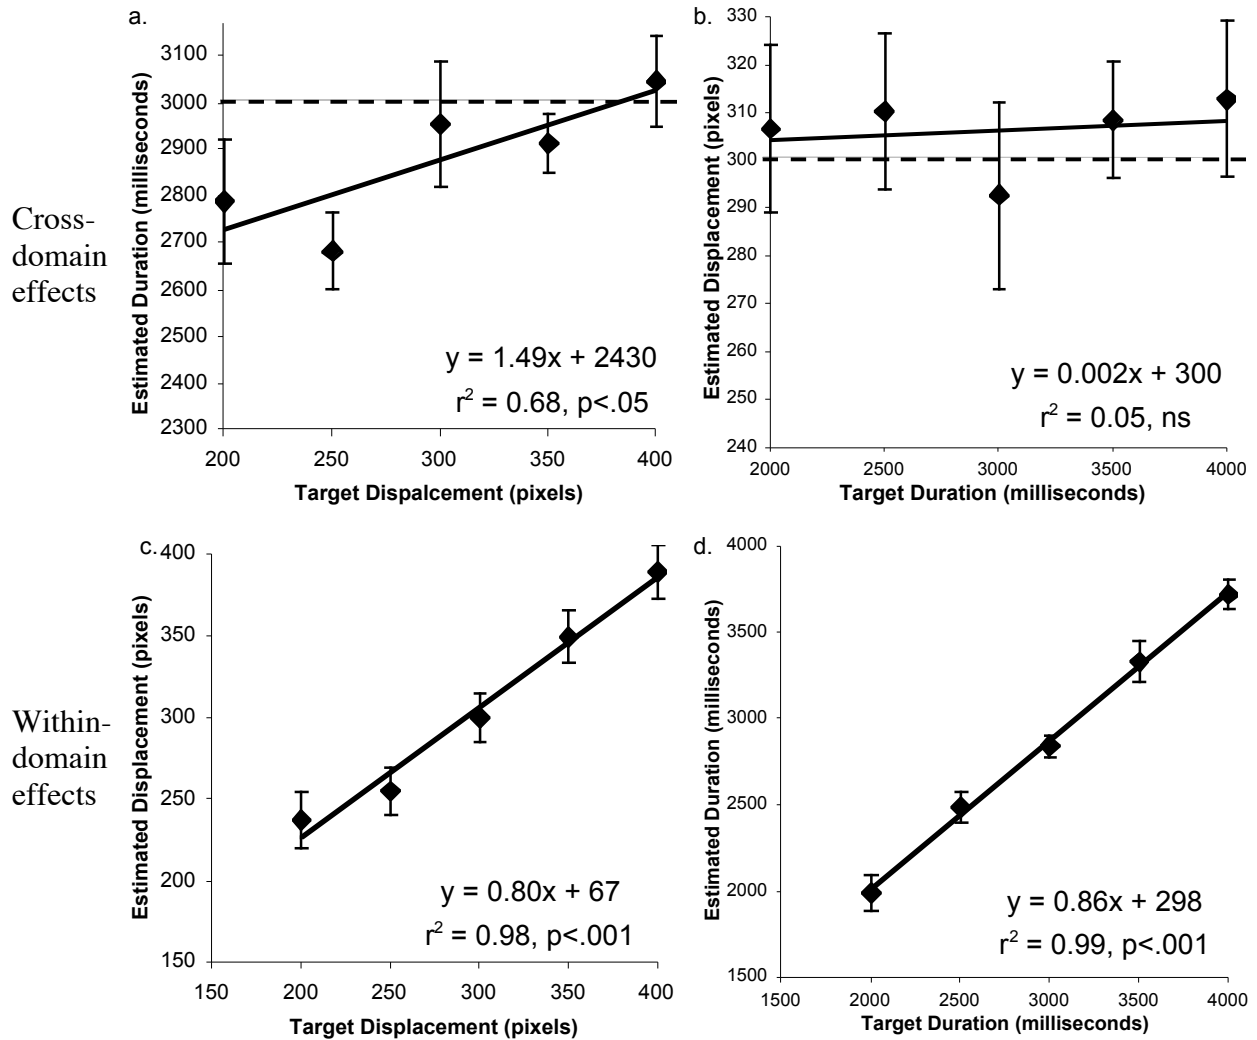 a.
3100
3000
2900
2800
2700
2600
2500
2400
2300
Estimated Duration (milliseconds)
y = 1.49x + 2430
r² = 0.68, p<.05
200 250 300 350 400
Target Dispalcement (pixels)
b.
330
320
310
300
290
280
270
260
250
240
Estimated Displacement (pixels)
y = 0.002x + 300
r² = 0.05, ns
2000 2500 3000 3500 4000
Target Duration (milliseconds)
Cross-
domain
effects
c.
400
350
300
250
200
150
Estimated Displacement (pixels)
y = 0.80x + 67
r² = 0.98, p<.001
150 200 250 300 350 400
Target Displacement (pixels)
d.
4000
3500
3000
2500
2000
1500
Estimated Duration (milliseconds)
y = 0.86x + 298
r² = 0.99, p<.001
1500 2000 2500 3000 3500 4000
Target Duration (milliseconds)
Within-
domain
effects